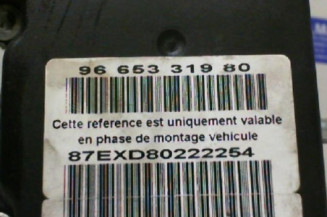 96 653 319 80
Cette reference est uniquement valable
en phase de montage vehicule
87EXD80222254